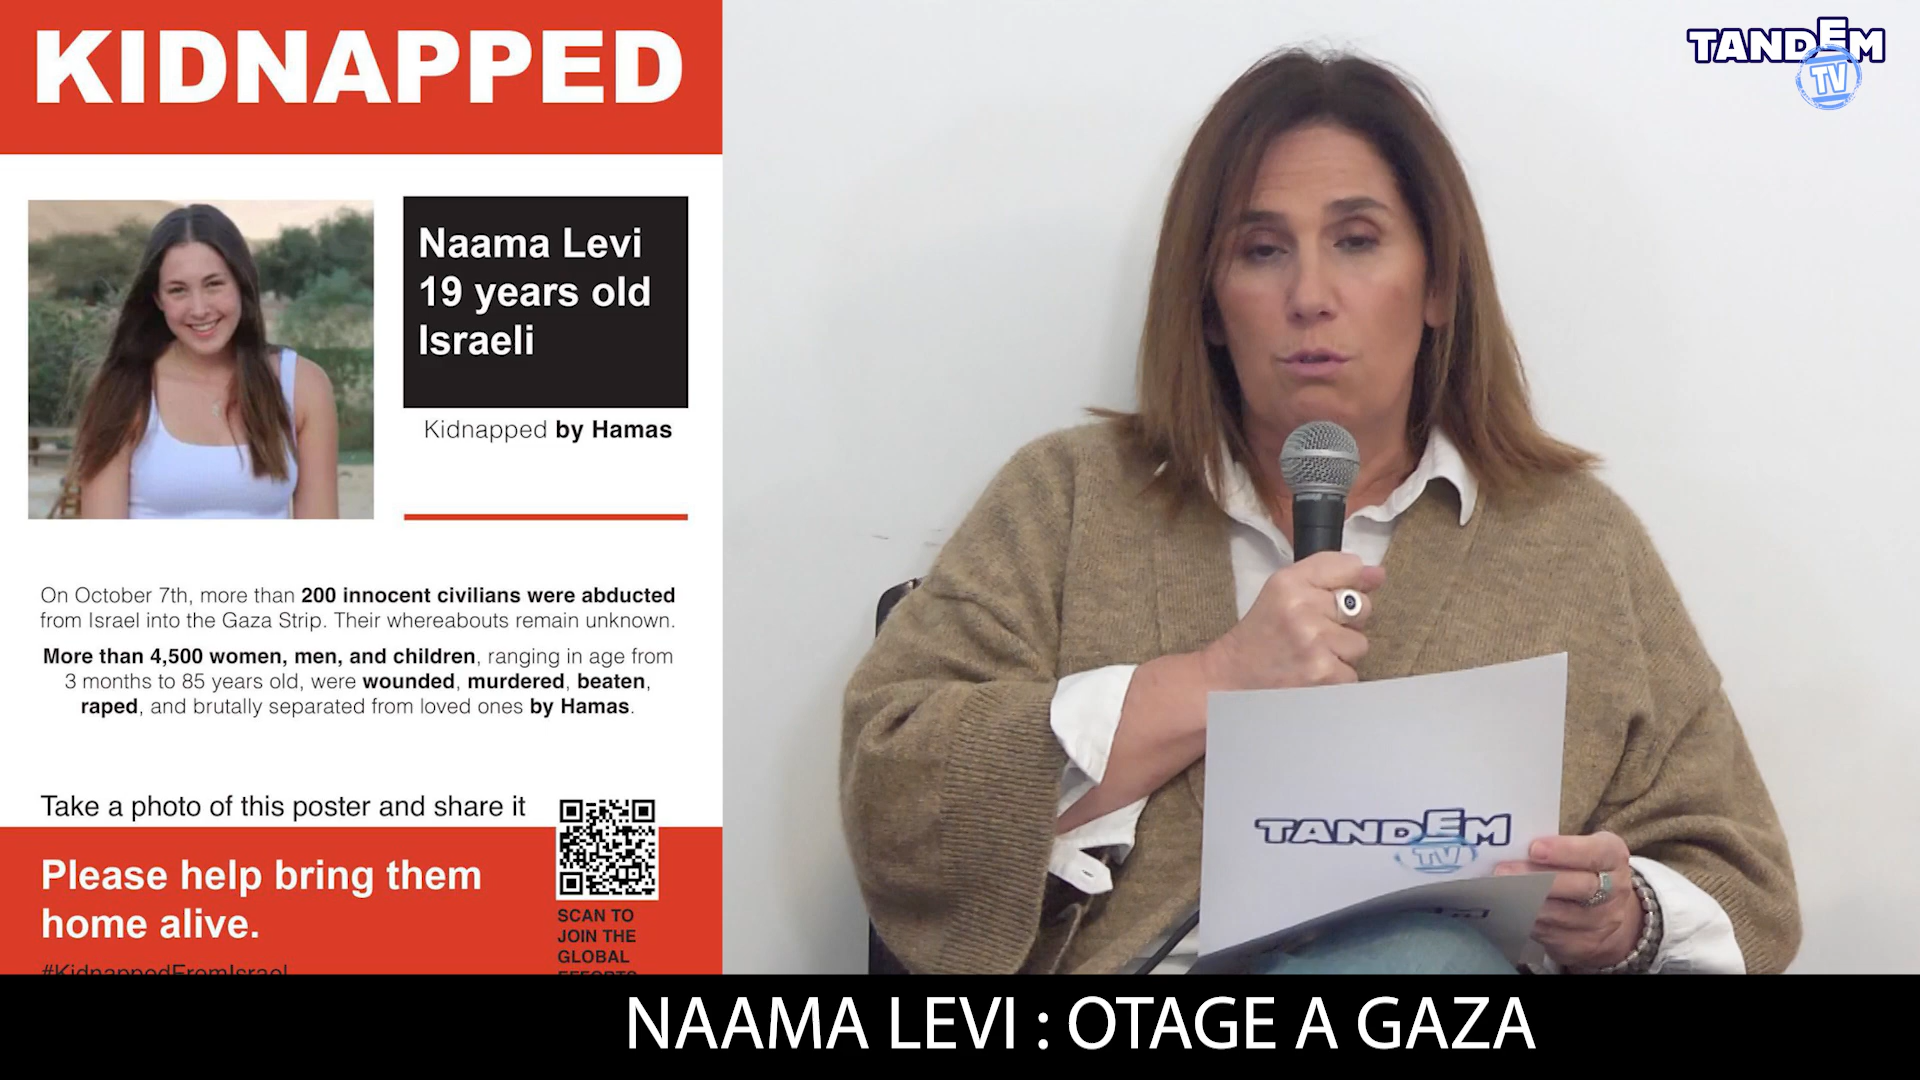 KIDNAPPED
Naama Levi
19 years old
Israeli
Kidnapped by Hamas
On October 7th, more than 200 innocent civilians were abducted
from Israel into the Gaza Strip. Their whereabouts remain unknown.
More than 4,500 women, men, and children, ranging in age from
3 months to 85 years old, were wounded, murdered, beaten,
raped, and brutally separated from loved ones by Hamas.
Take a photo of this poster and share it
Please help bring them
home alive.
#KidnappedFromIsrael
SCAN TO
JOIN THE
GLOBAL
EFFORTS
TANDEM
TV
TANDEM
TV
NAAMA LEVI : OTAGE A GAZA